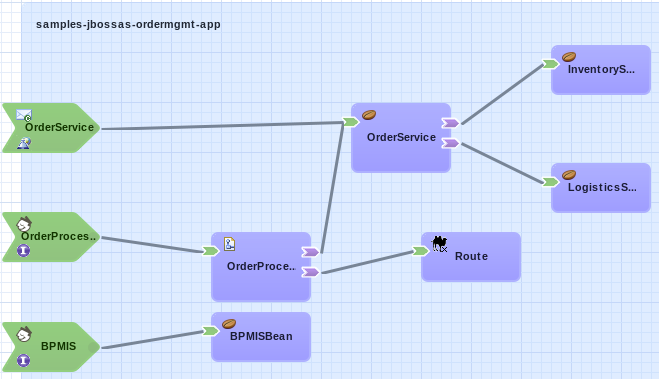 samples-jbossas-ordermgmt-app
InventoryS...
OrderService
OrderService
LogisticsS...
OrderProces..
OrderProce..
Route
BPMIS
BPMISBean